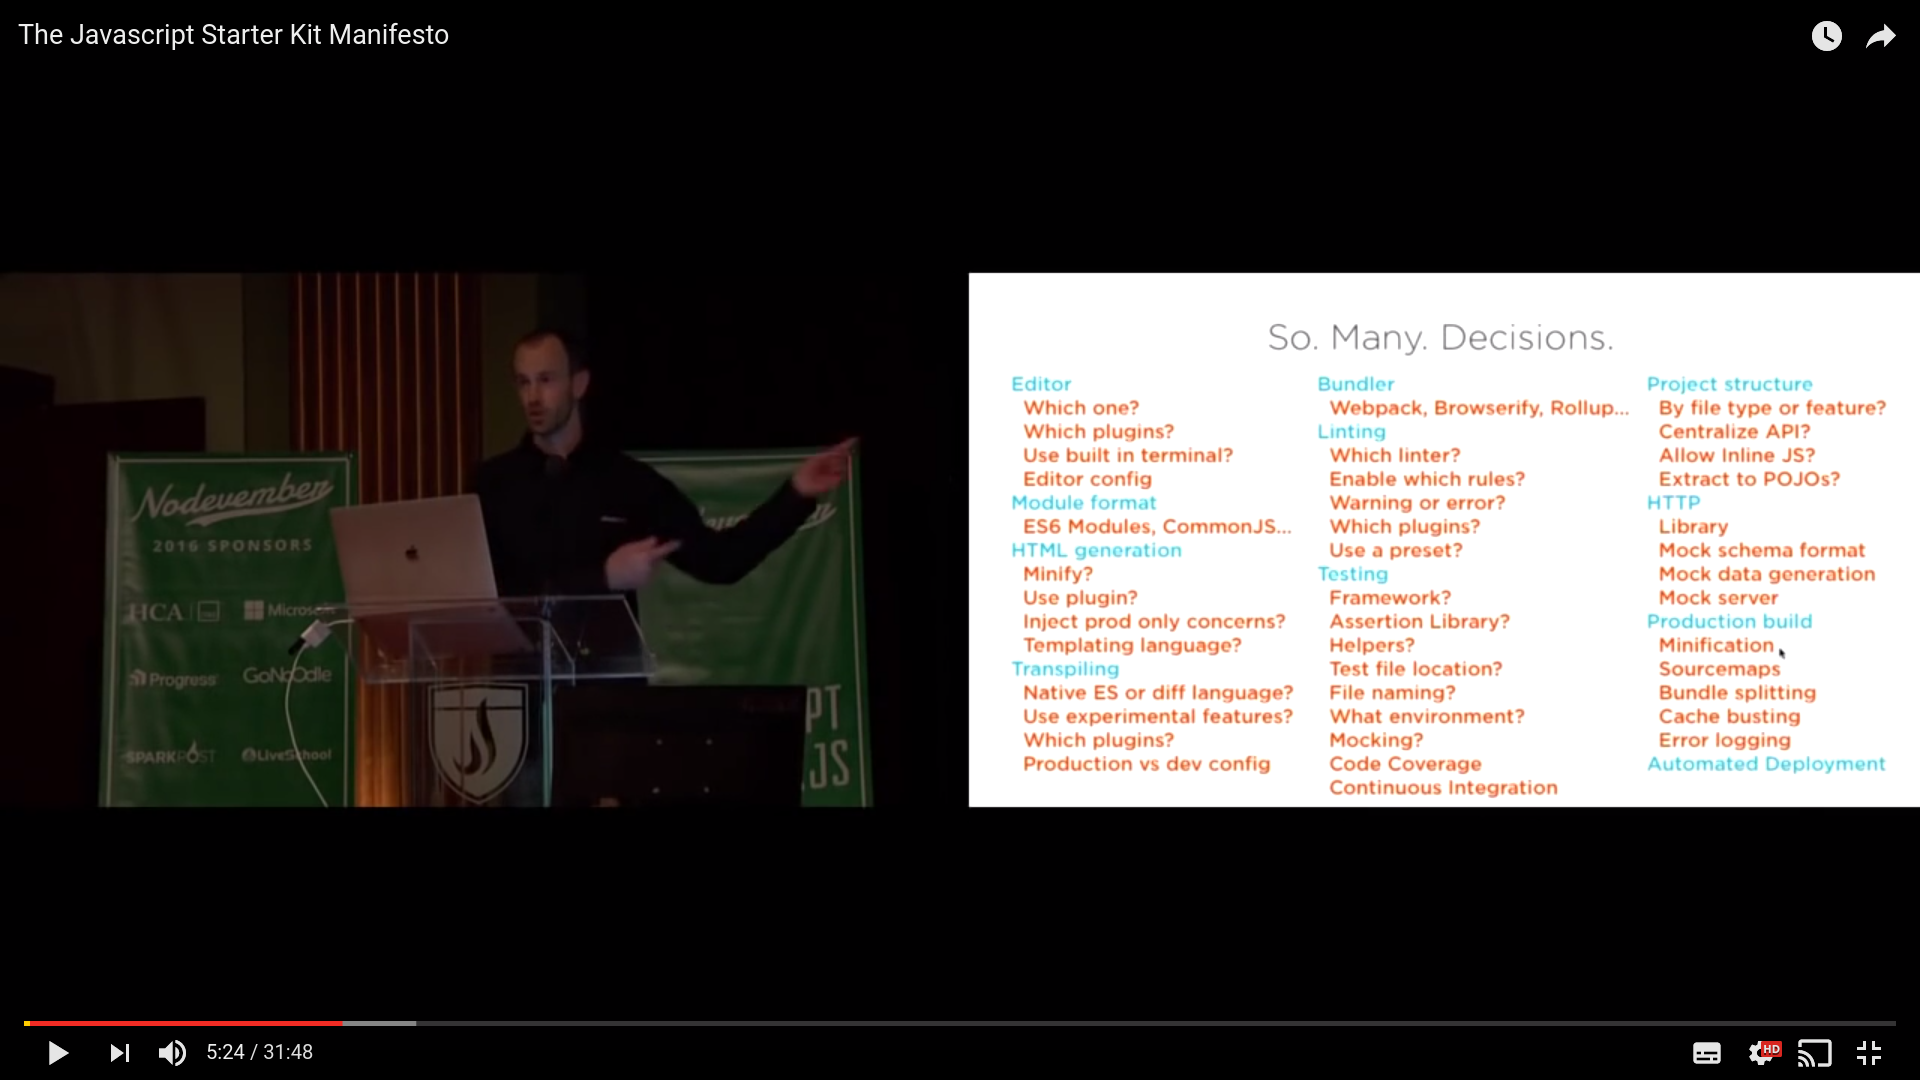 The Javascript Starter Kit Manifesto
Nodevember
2016 SPONSORS
HCA
Microsoft
Progress
GoNoodle
SPARKPOST
LiveSchool
PT
.JS
So. Many. Decisions.
Editor
Which one?
Which plugins?
Use built in terminal?
Editor config
Module format
ES6 Modules, CommonJS...
HTML generation
Minify?
Use plugin?
Inject prod only concerns?
Templating language?
Transpiling
Native ES or diff language?
Use experimental features?
Which plugins?
Production vs dev config
Bundler
Webpack, Browserify, Rollup...
Linting
Which linter?
Enable which rules?
Warning or error?
Which plugins?
Use a preset?
Testing
Framework?
Assertion Library?
Helpers?
Test file location?
File naming?
What environment?
Mocking?
Code Coverage
Continuous Integration
Project structure
By file type or feature?
Centralize API?
Allow Inline JS?
Extract to POJOs?
HTTP
Library
Mock schema format
Mock data generation
Mock server
Production build
Minification
Sourcemaps
Bundle splitting
Cache busting
Error logging
Automated Deployment
5:24 / 31:48
HD